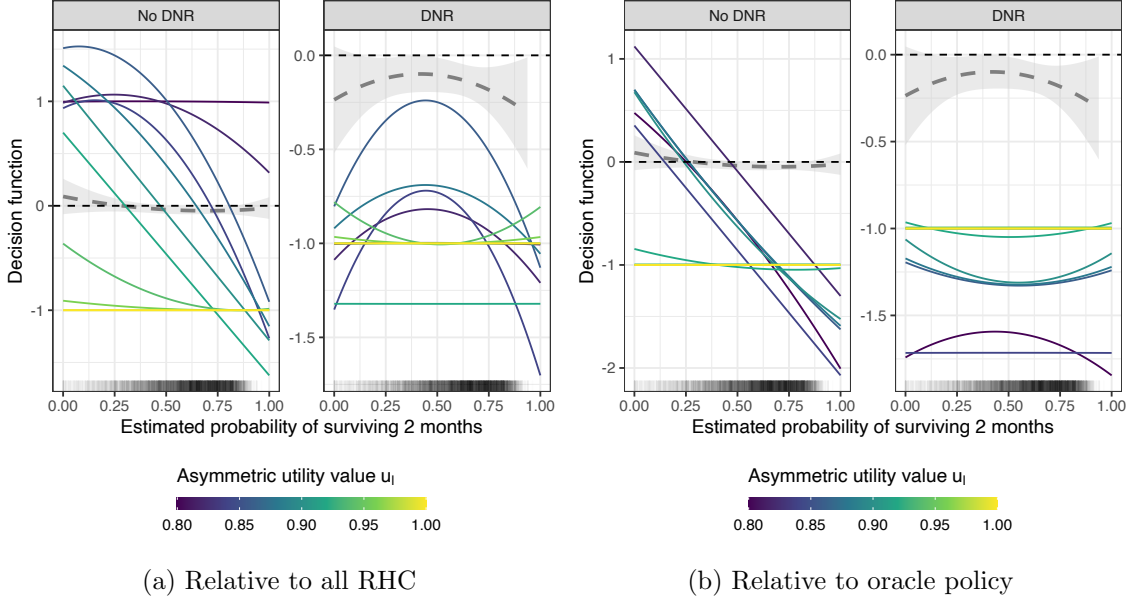 No DNR
DNR
No DNR
DNR
Decision function
1
0
-1
0.0
-0.5
-1.0
-1.5
0.00 0.25 0.50 0.75 1.00
0.00 0.25 0.50 0.75 1.00
Estimated probability of surviving 2 months
Asymmetric utility value u_l
0.80 0.85 0.90 0.95 1.00
(a) Relative to all RHC
Decision function
1
0
-1
-2
0.0
-0.5
-1.0
-1.5
0.00 0.25 0.50 0.75 1.00
0.00 0.25 0.50 0.75 1.00
Estimated probability of surviving 2 months
Asymmetric utility value u_l
0.80 0.85 0.90 0.95 1.00
(b) Relative to oracle policy